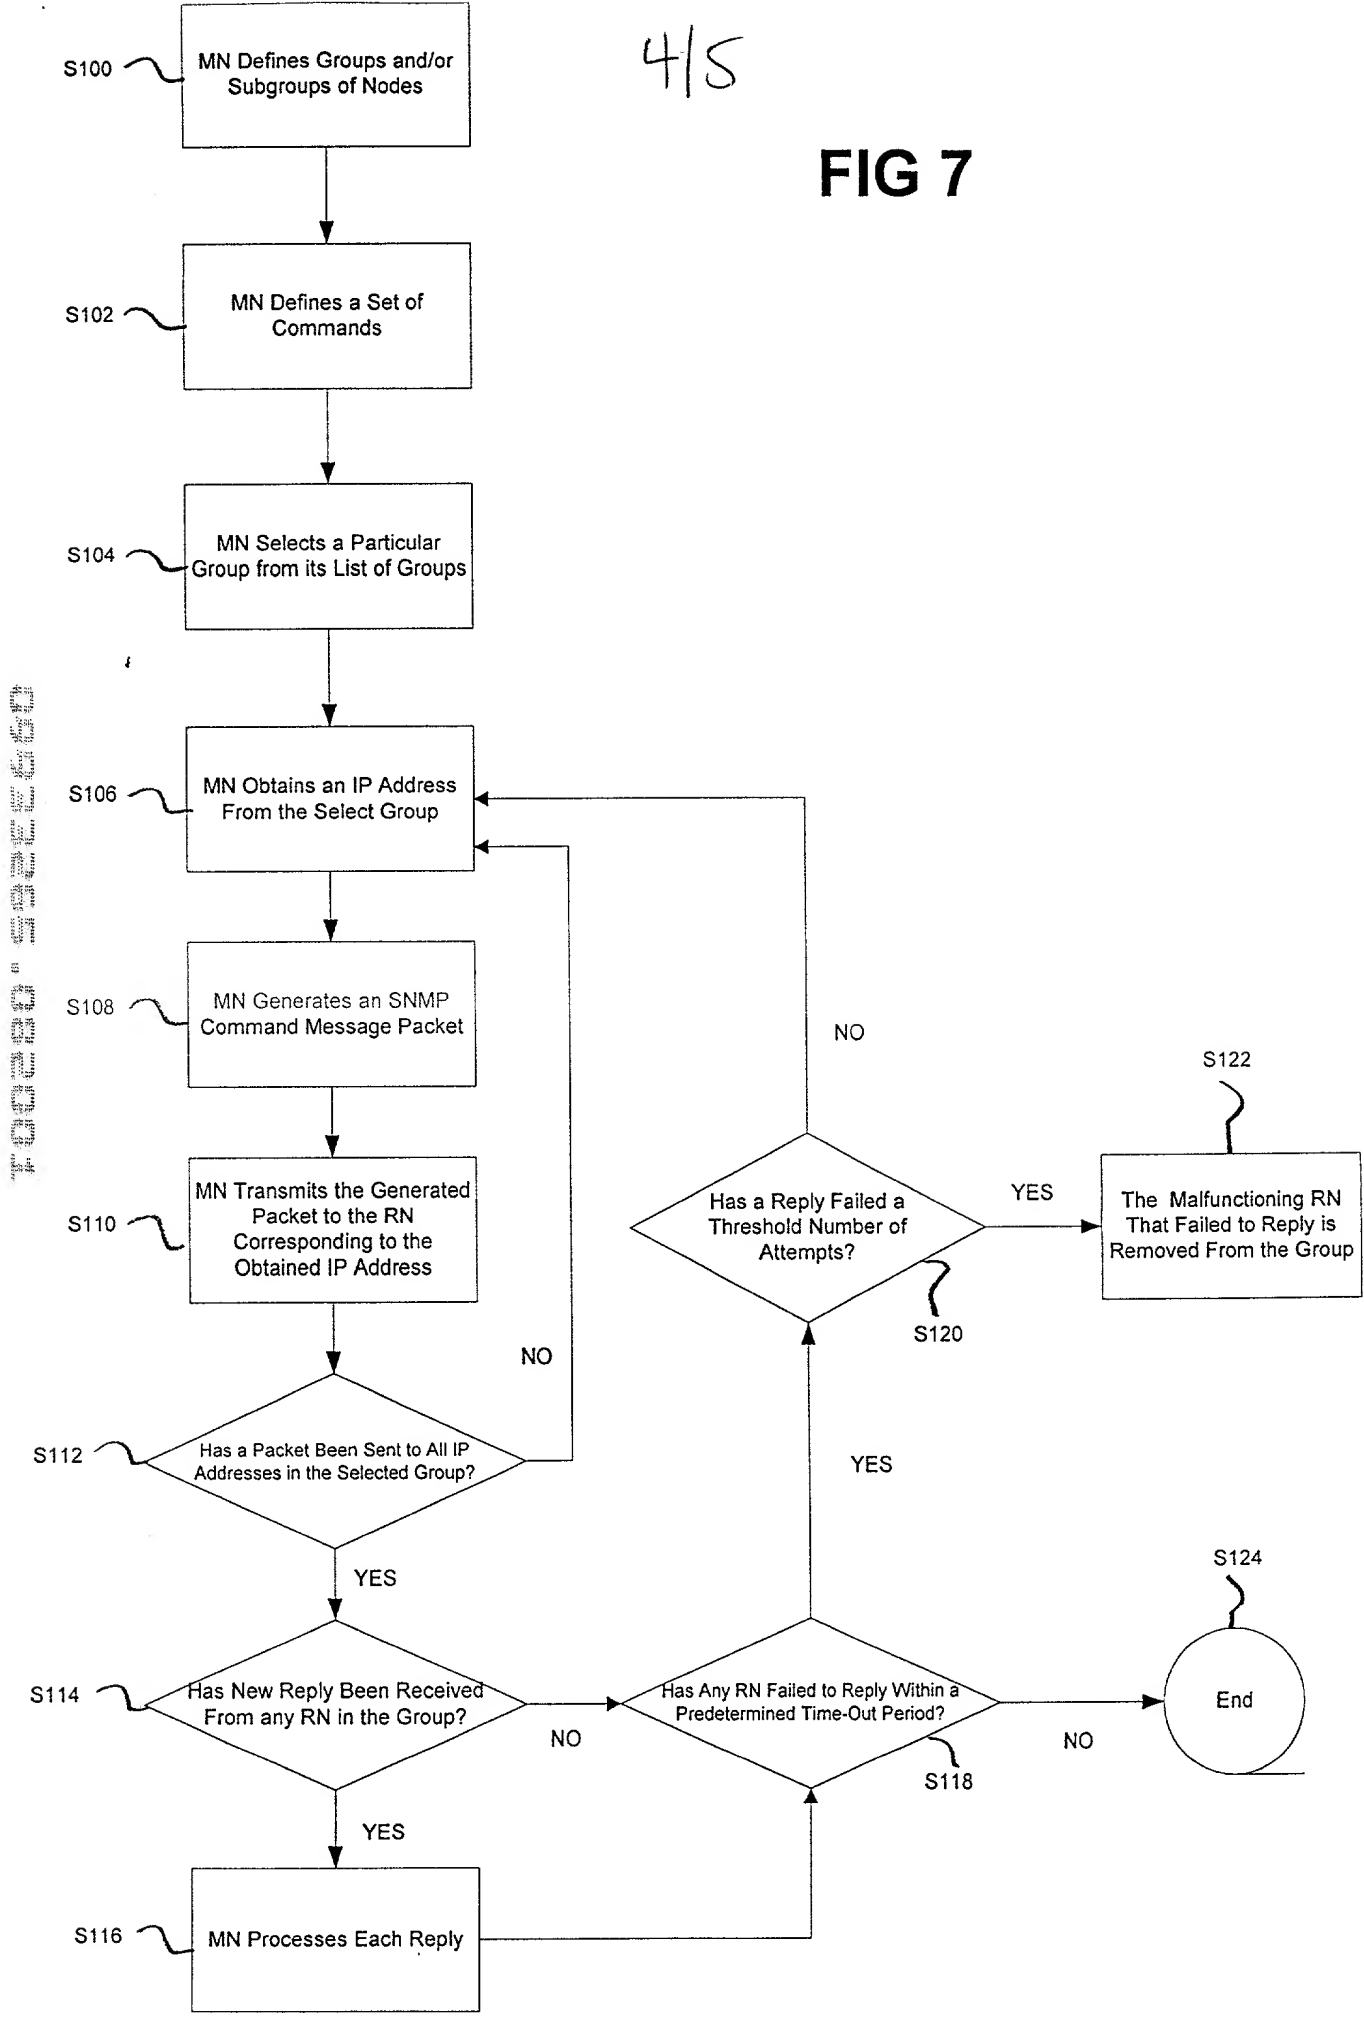 4/5
FIG 7
S100
MN Defines Groups and/or
Subgroups of Nodes
S102
MN Defines a Set of
Commands
S104
MN Selects a Particular
Group from its List of Groups
S106
MN Obtains an IP Address
From the Select Group
S108
MN Generates an SNMP
Command Message Packet
NO
S122
S110
MN Transmits the Generated
Packet to the RN
Corresponding to the
Obtained IP Address
Has a Reply Failed a
Threshold Number of
Attempts?
YES
The Malfunctioning RN
That Failed to Reply is
Removed From the Group
S120
NO
S112
Has a Packet Been Sent to All IP
Addresses in the Selected Group?
YES
YES
S124
S114
Has New Reply Been Received
From any RN in the Group?
NO
Has Any RN Failed to Reply Within a
Predetermined Time-Out Period?
NO
End
S118
YES
S116
MN Processes Each Reply